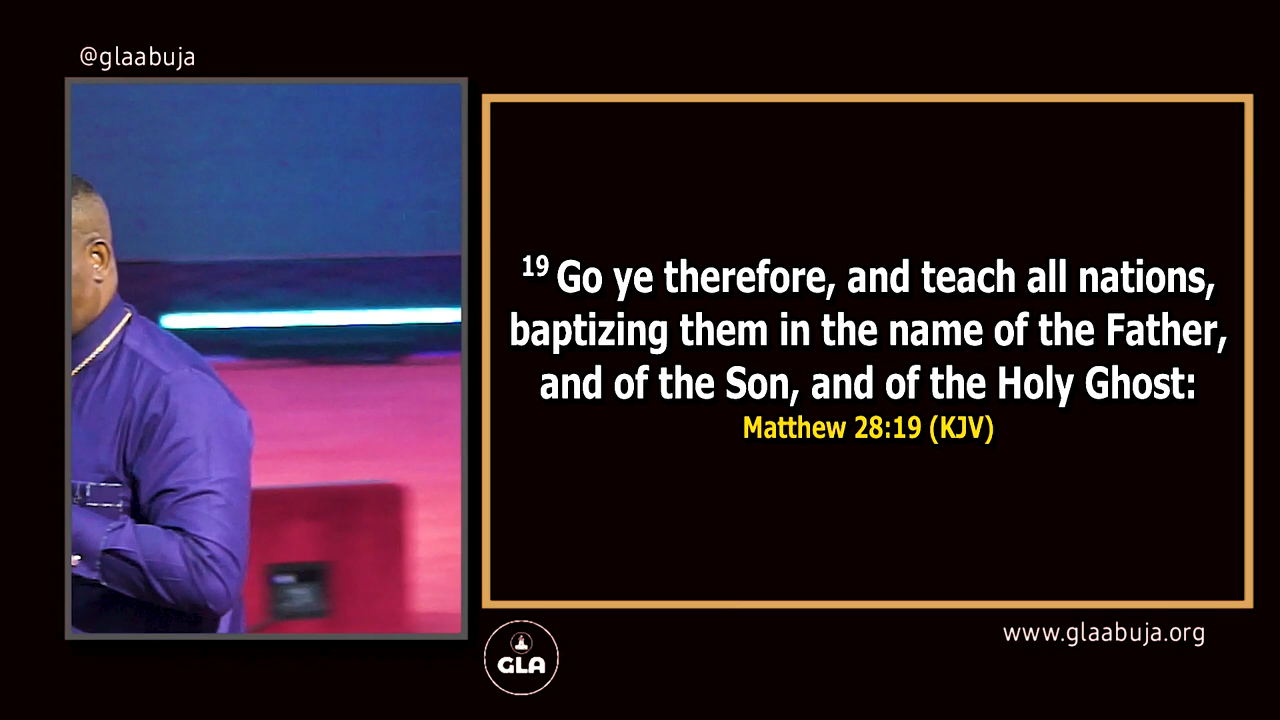 @glaabuja
19 Go ye therefore, and teach all nations,
baptizing them in the name of the Father,
and of the Son, and of the Holy Ghost:
Matthew 28:19 (KJV)
www.glaabuja.org
GLA